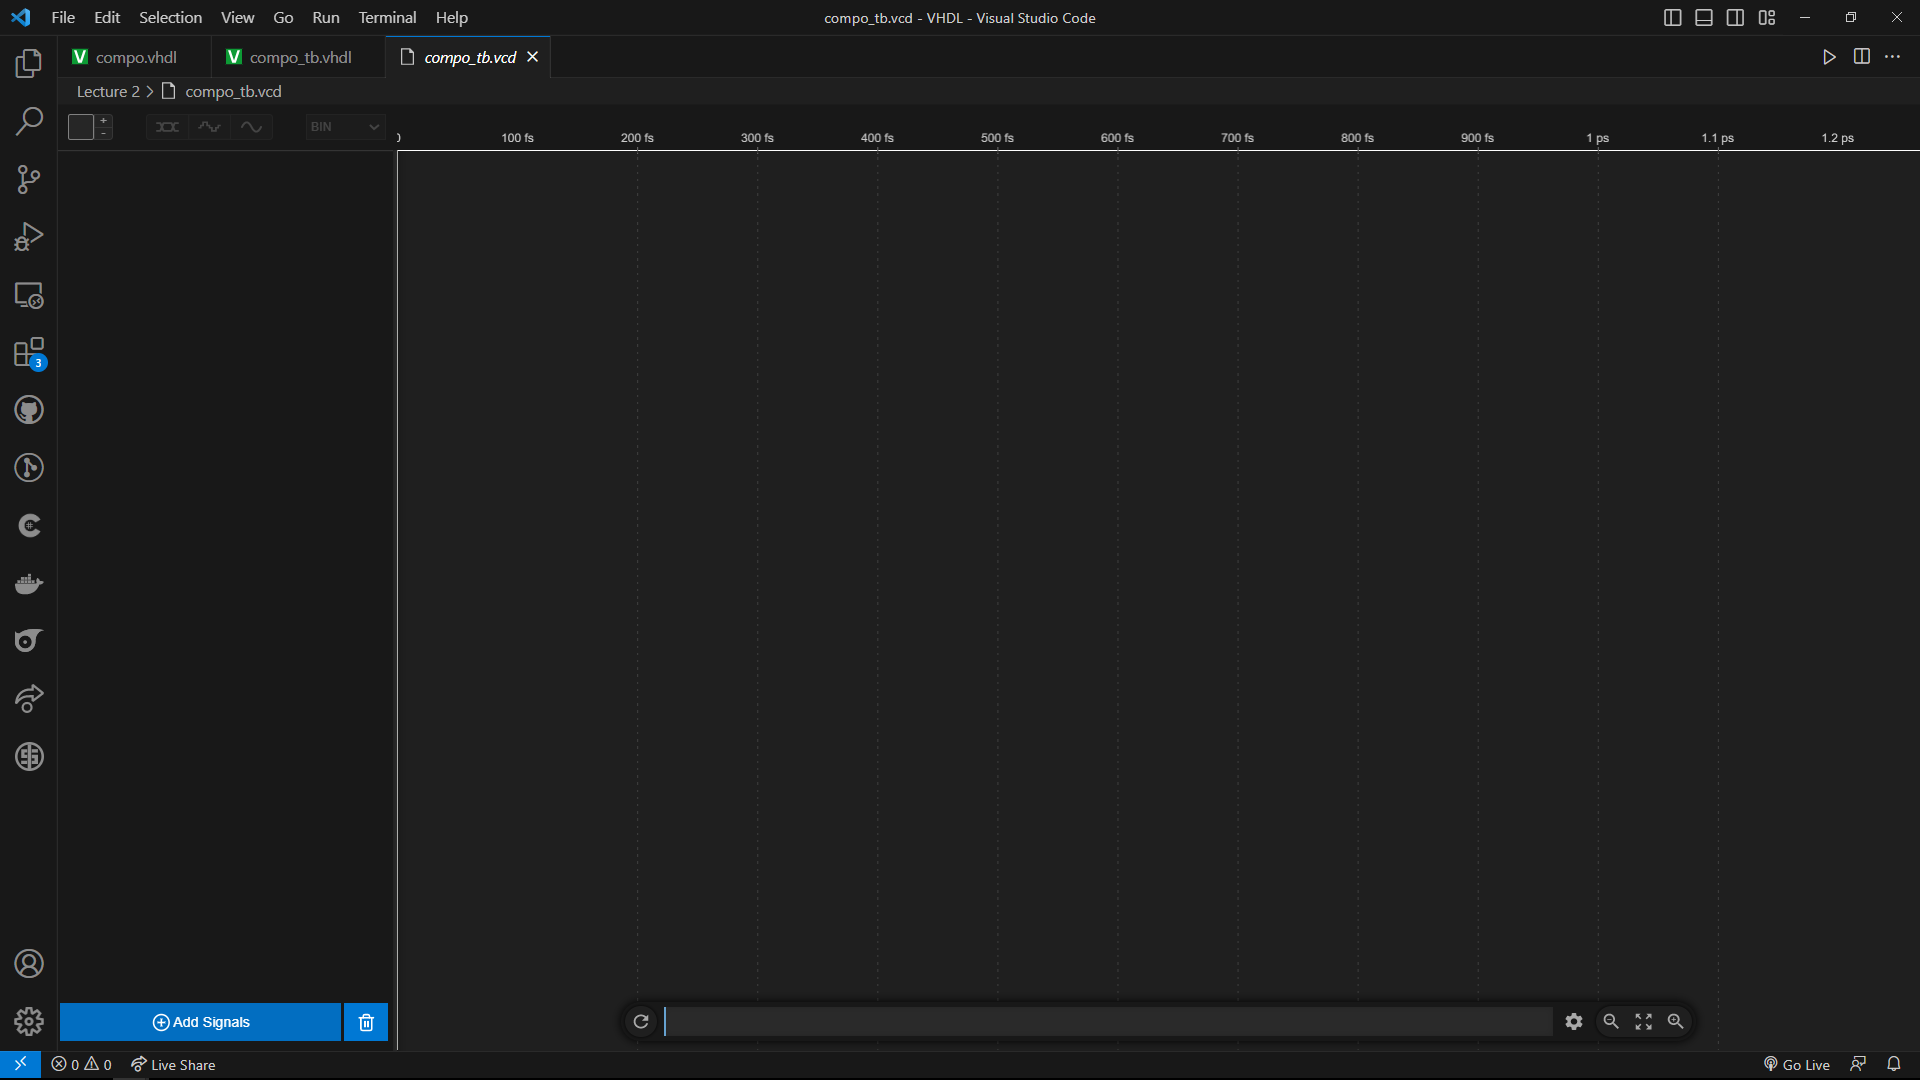 File Edit Selection View Go Run Terminal Help
compo_tb.vcd - VHDL - Visual Studio Code
compo.vhdl
compo_tb.vhdl
compo_tb.vcd
Lecture 2 > compo_tb.vcd
+
-
BIN
0 100 fs 200 fs 300 fs 400 fs 500 fs 600 fs 700 fs 800 fs 900 fs 1 ps 1.1 ps 1.2 ps
3
Add Signals
0 0 Live Share
Go Live